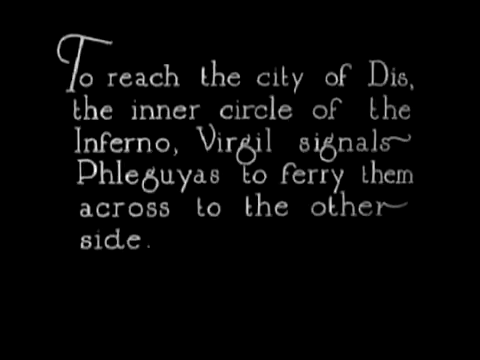 To reach the city of Dis,
the inner circle of the
Inferno, Virgil signals
Phleguyas to ferry them
across to the other
side.